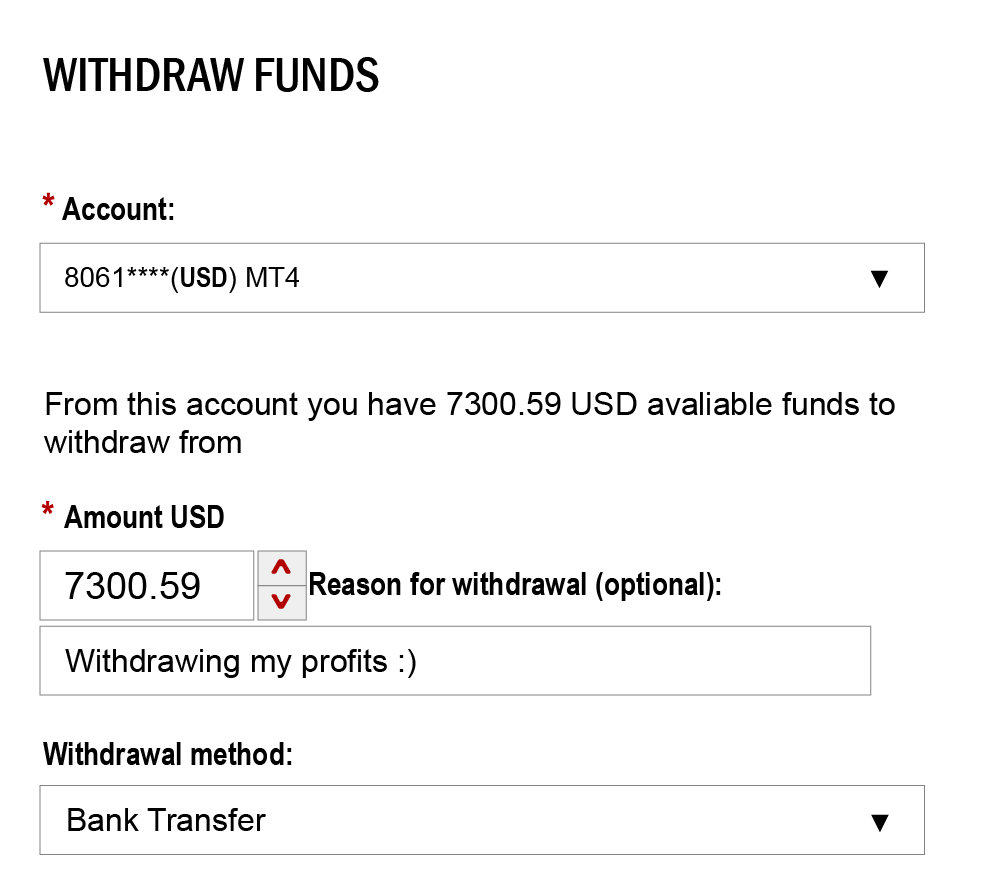 WITHDRAW FUNDS
* Account:
8061****(USD) MT4 ▼
From this account you have 7300.59 USD avaliable funds to
withdraw from
* Amount USD
7300.59 Reason for withdrawal (optional):
Withdrawing my profits :)
Withdrawal method:
Bank Transfer ▼